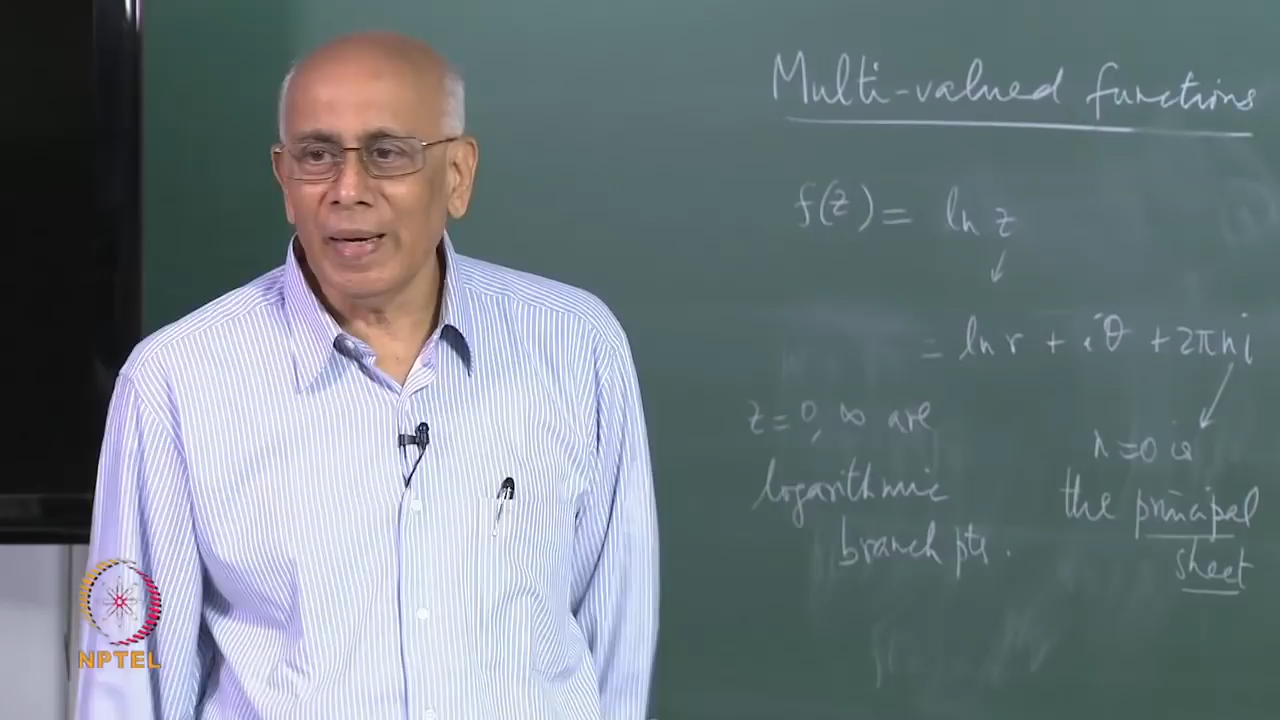 Multi-valued functions
f(z) = ln z
= ln r + iθ + 2πni
z=0, ∞ are
logarithmic
branch pts.
n=0 is
the principal
sheet
NPTEL